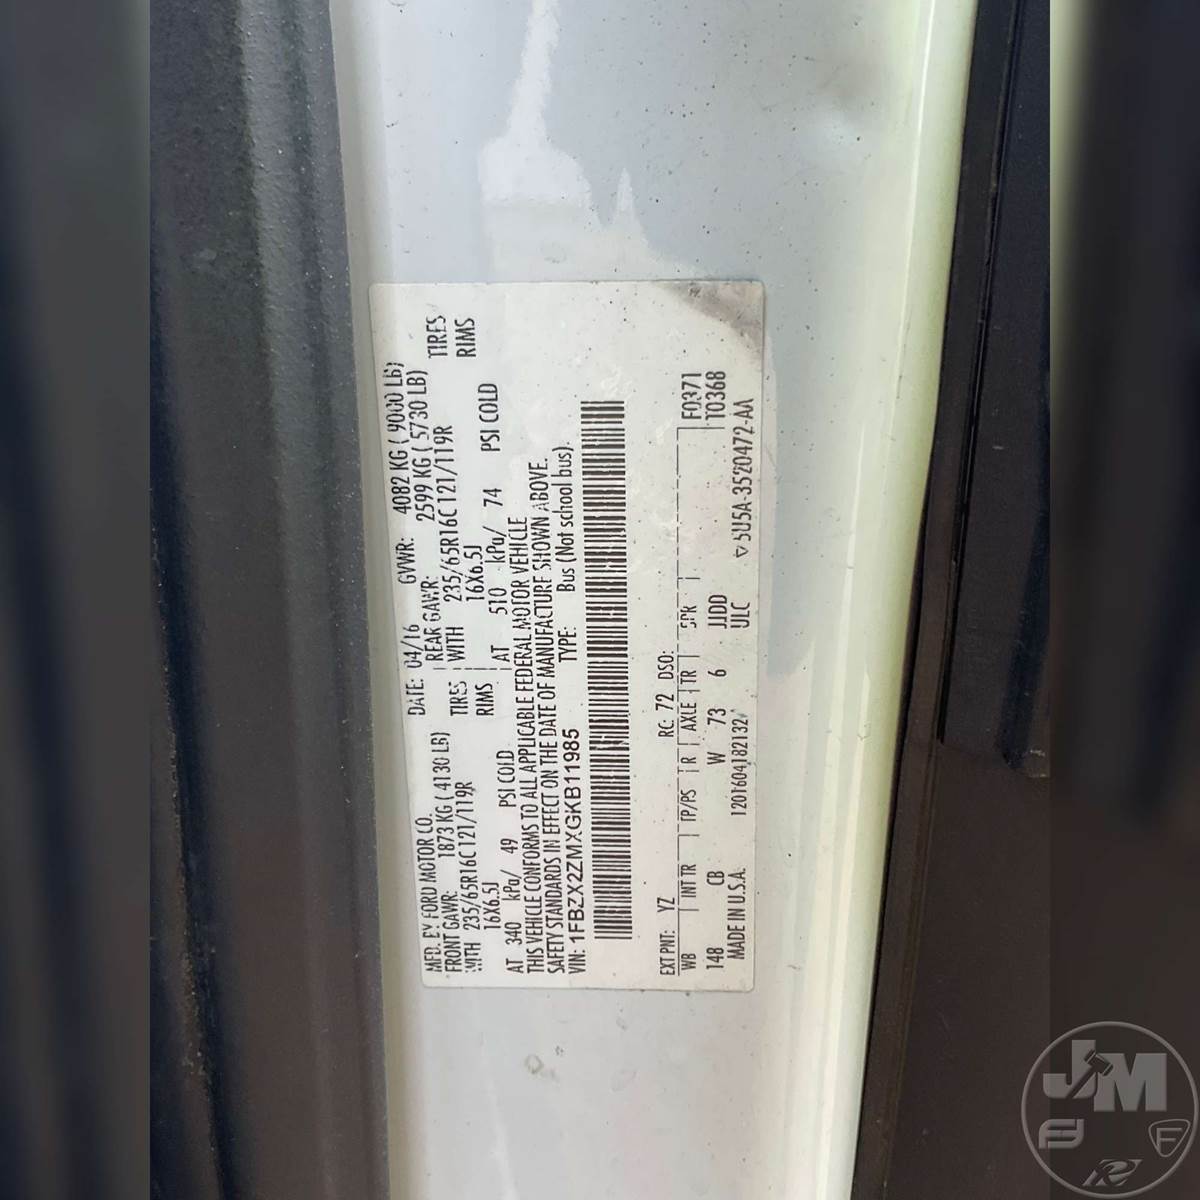 MFD. BY FORD MOTOR CO. DATE: 04/16 GVWR: 4082 KG ( 9000 LB)
FRONT GAWR: 1873 KG ( 4130 LB) REAR GAWR: 2599 KG ( 5730 LB)
WITH 235/65R16C 121/119R TIRES WITH 235/65R16C 121/119R TIRES
16X6.5J RIMS 16X6.5J RIMS
AT 340 kPa/ 49 PSI COLD AT 510 kPa/ 74 PSI COLD
THIS VEHICLE CONFORMS TO ALL APPLICABLE FEDERAL MOTOR VEHICLE
SAFETY STANDARDS IN EFFECT ON THE DATE OF MANUFACTURE SHOWN ABOVE.
VIN: 1FBZX2ZMXGKB11985 TYPE: Bus (Not school bus)
EXT PNT: YZ RC: 72 DSO:
WB INT TR TP/PS R AXLE TR SPR F0371
148 CB W 73 6 JJDD T0368
MADE IN U.S.A. ULC
▽5U5A-3520472-AA
JM
F F
R